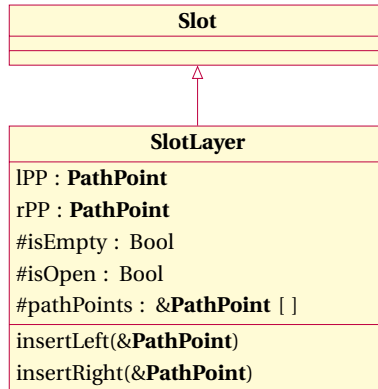 Slot
SlotLayer
lPP : PathPoint
rPP : PathPoint
#isEmpty : Bool
#isOpen : Bool
#pathPoints : &PathPoint [ ]
insertLeft(&PathPoint)
insertRight(&PathPoint)